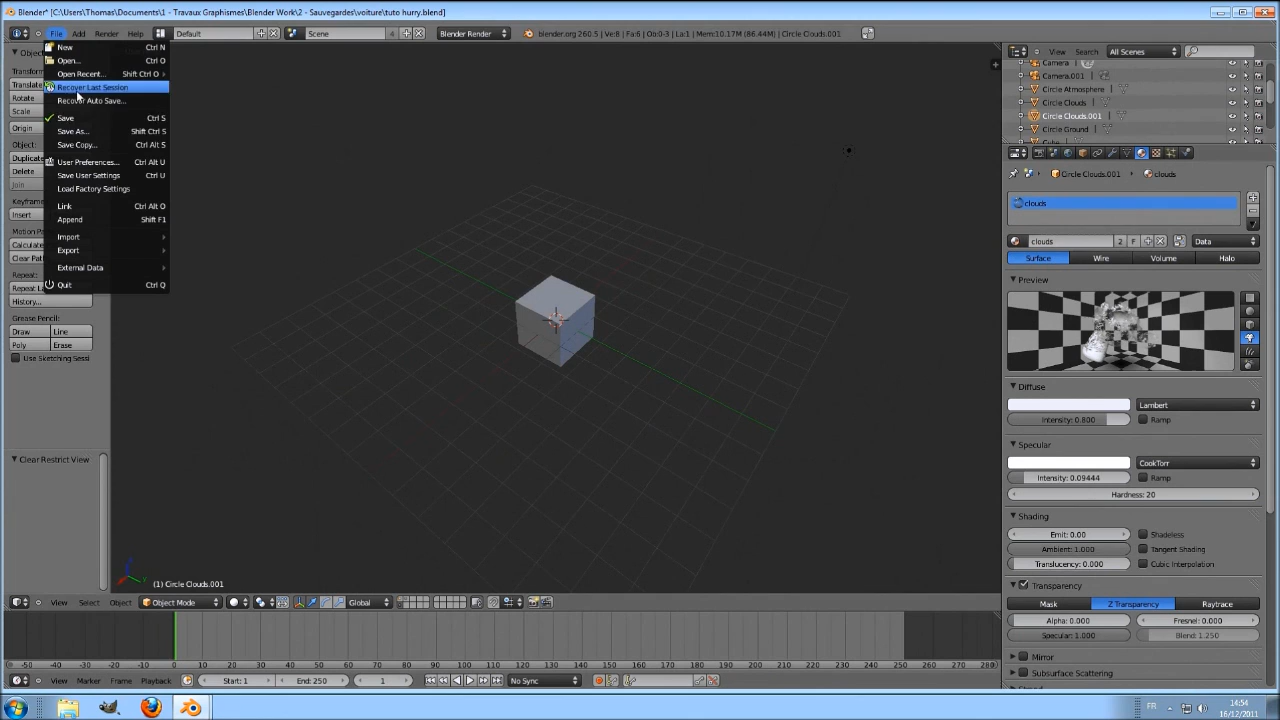 Blender* [C:\Users\Thomas\Documents\1 - Travaux Graphismes\Blender Work\2 - Sauvegardes\voiture\tuto hurry.blend]
File Add Render Help Default Scene 4 F Blender Render blender.org 260.5 | Ve:8 | Fa:6 | Ob:0-3 | La:1 | Mem:10.17M (86.44M) | Circle Clouds.001
View Search All Scenes
New Ctrl N
Open... Ctrl O
Open Recent... Shift Ctrl O
Recover Last Session
Recover Auto Save...
Save Ctrl S
Save As... Shift Ctrl S
Save Copy... Ctrl Alt S
User Preferences... Ctrl Alt U
Save User Settings Ctrl U
Load Factory Settings
Link Ctrl Alt O
Append Shift F1
Import
Export
External Data
Quit Ctrl Q
Transform
Translate
Rotate
Scale
Origin
Object:
Duplicate
Delete
Join
Insert
Calculate
Clear Path
Repeat:
History...
Grease Pencil:
Draw Line
Poly Erase
Use Sketching Sessi
Clear Restrict View
Camera
Camera.001
Circle Atmosphere
Circle Clouds
Circle Clouds.001
Circle Ground
Circle Clouds.001 clouds
clouds
clouds 2 F Data
Surface Wire Volume Halo
Preview
Diffuse
Lambert
Intensity: 0.800 Ramp
Specular
CookTorr
Intensity: 0.09444 Ramp
Hardness: 20
Shading
Emit: 0.00 Shadeless
Ambient: 1.000 Tangent Shading
Translucency: 0.000 Cubic Interpolation
Transparency
Mask Z Transparency Raytrace
Alpha: 0.000 Fresnel: 0.000
Specular: 1.000 Blend: 1.250
Mirror
Subsurface Scattering
(1) Circle Clouds.001
View Select Object Object Mode Global
-50 -40 -30 -20 -10 0 10 20 30 40 50 60 70 80 90 100 110 120 130 140 150 160 170 180 190 200 210 220 230 240 250 260 270 280
View Marker Frame Playback Start: 1 End: 250 1 No Sync
FR 14:54
16/12/2011